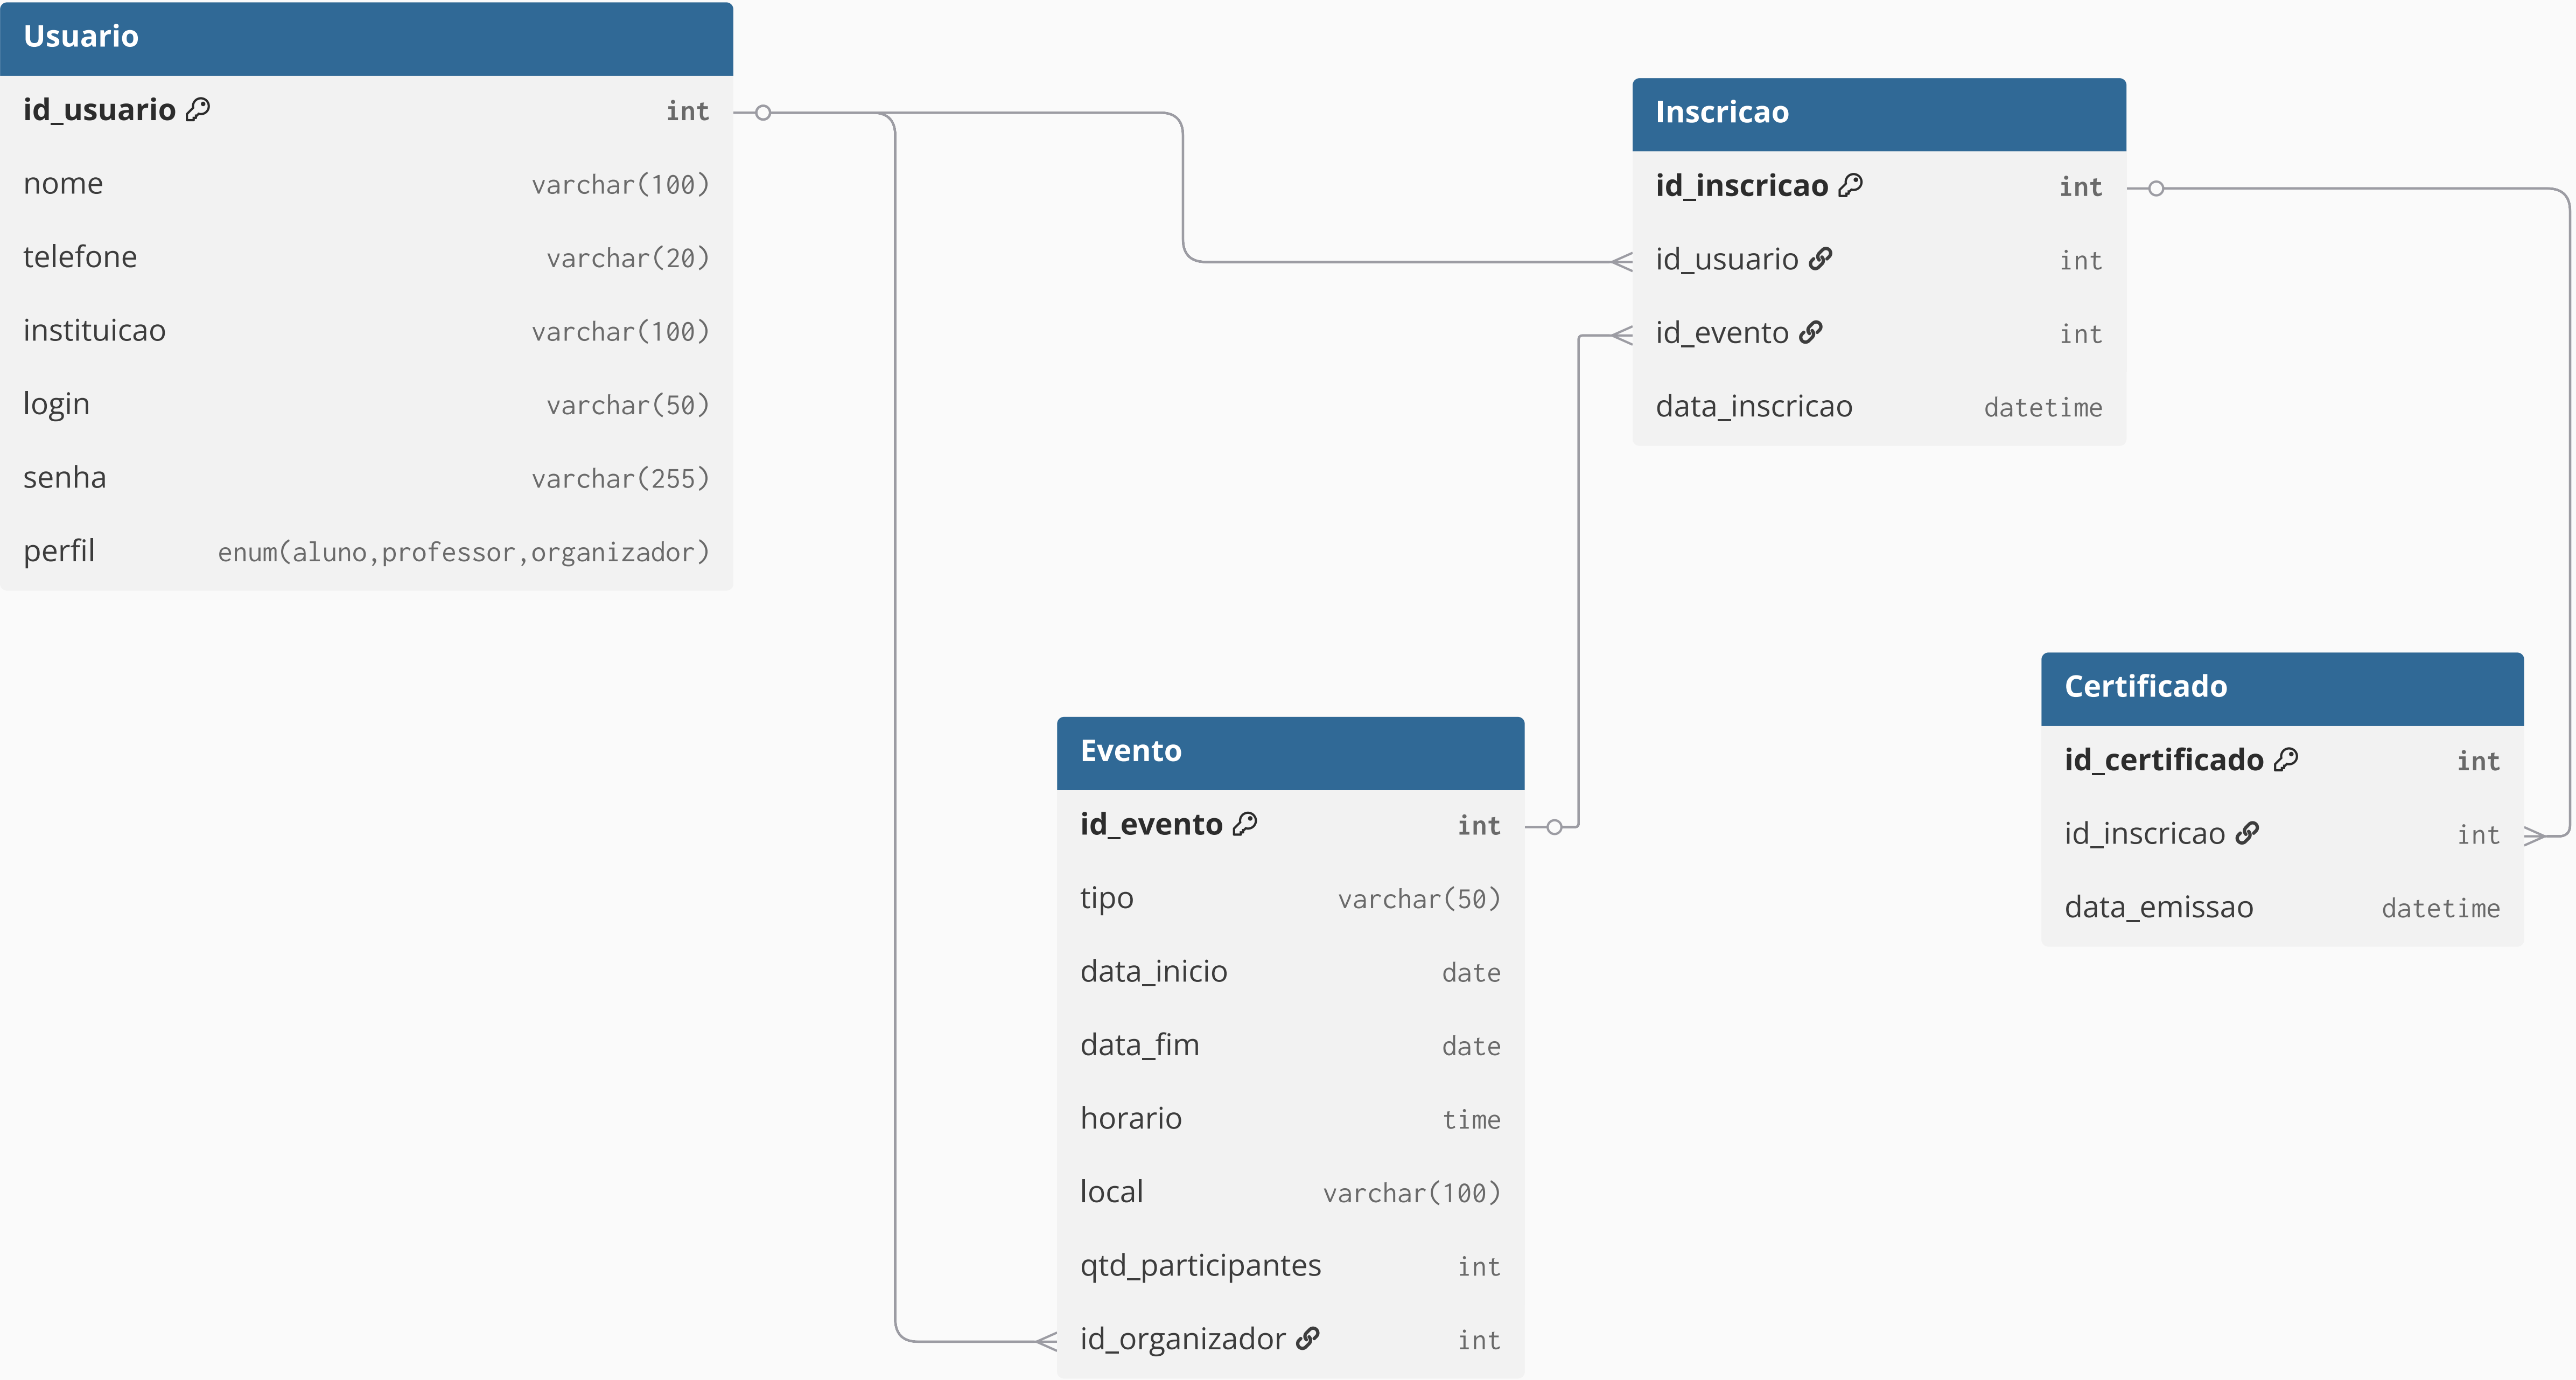 Usuario
id_usuario int
nome varchar(100)
telefone varchar(20)
instituicao varchar(100)
login varchar(50)
senha varchar(255)
perfil enum(aluno,professor,organizador)
Inscricao
id_inscricao int
id_usuario int
id_evento int
data_inscricao datetime
Evento
id_evento int
tipo varchar(50)
data_inicio date
data_fim date
horario time
local varchar(100)
qtd_participantes int
id_organizador int
Certificado
id_certificado int
id_inscricao int
data_emissao datetime